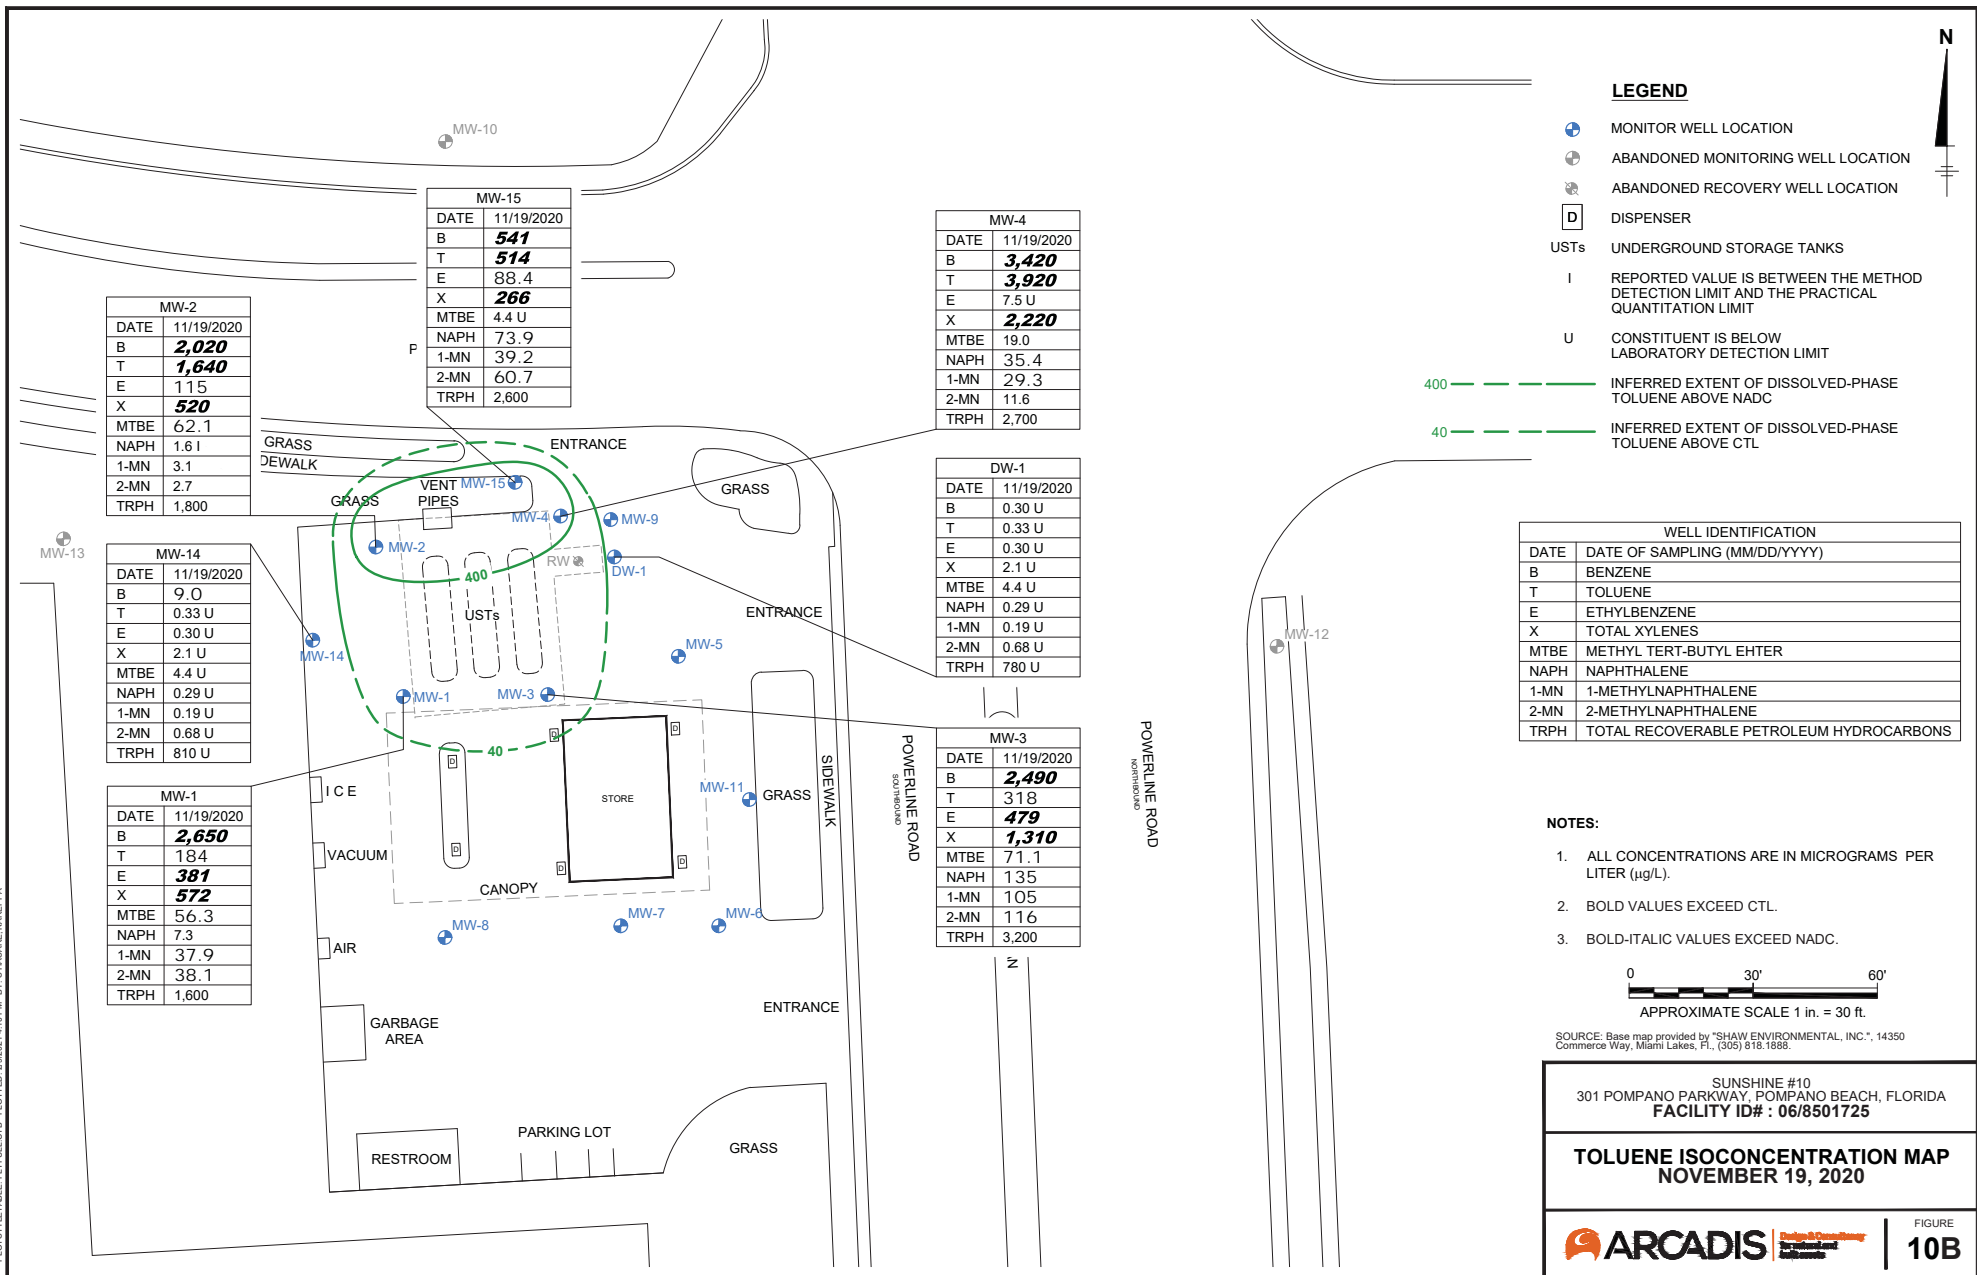 MW-10
MW-15
DATE 11/19/2020
B 541
T 514
E 88.4
X 266
MTBE 4.4 U
NAPH 73.9
1-MN 39.2
2-MN 60.7
TRPH 2,600
P
MW-4
DATE 11/19/2020
B 3,420
T 3,920
E 7.5 U
X 2,220
MTBE 19.0
NAPH 35.4
1-MN 29.3
2-MN 11.6
TRPH 2,700
MW-2
DATE 11/19/2020
B 2,020
T 1,640
E 115
X 520
MTBE 62.1
NAPH 1.6 I
1-MN 3.1
2-MN 2.7
TRPH 1,800
DW-1
DATE 11/19/2020
B 0.30 U
T 0.33 U
E 0.30 U
X 2.1 U
MTBE 4.4 U
NAPH 0.29 U
1-MN 0.19 U
2-MN 0.68 U
TRPH 780 U
MW-14
DATE 11/19/2020
B 9.0
T 0.33 U
E 0.30 U
X 2.1 U
MTBE 4.4 U
NAPH 0.29 U
1-MN 0.19 U
2-MN 0.68 U
TRPH 810 U
MW-3
DATE 11/19/2020
B 2,490
T 318
E 479
X 1,310
MTBE 71.1
NAPH 135
1-MN 105
2-MN 116
TRPH 3,200
MW-1
DATE 11/19/2020
B 2,650
T 184
E 381
X 572
MTBE 56.3
NAPH 7.3
1-MN 37.9
2-MN 38.1
TRPH 1,600
GRASS
DEWALK
ENTRANCE
GRASS
VENT
PIPES
MW-15
GRASS
MW-4
MW-9
MW-2
MW-13
RW
DW-1
400
USTs
ENTRANCE
MW-14
MW-5
MW-12
MW-1
MW-3
D
D
40
D
ICE
STORE
MW-11
GRASS
SIDEWALK
POWERLINE ROAD
SOUTHBOUND
POWERLINE ROAD
NORTHBOUND
VACUUM
D
D
D
CANOPY
MW-8
MW-7
MW-6
AIR
N
ENTRANCE
GARBAGE
AREA
PARKING LOT
GRASS
RESTROOM
N
LEGEND
MONITOR WELL LOCATION
ABANDONED MONITORING WELL LOCATION
ABANDONED RECOVERY WELL LOCATION
D DISPENSER
USTs UNDERGROUND STORAGE TANKS
I REPORTED VALUE IS BETWEEN THE METHOD
DETECTION LIMIT AND THE PRACTICAL
QUANTITATION LIMIT
U CONSTITUENT IS BELOW
LABORATORY DETECTION LIMIT
400 INFERRED EXTENT OF DISSOLVED-PHASE
TOLUENE ABOVE NADC
40 INFERRED EXTENT OF DISSOLVED-PHASE
TOLUENE ABOVE CTL
WELL IDENTIFICATION
DATE DATE OF SAMPLING (MM/DD/YYYY)
B BENZENE
T TOLUENE
E ETHYLBENZENE
X TOTAL XYLENES
MTBE METHYL TERT-BUTYL EHTER
NAPH NAPHTHALENE
1-MN 1-METHYLNAPHTHALENE
2-MN 2-METHYLNAPHTHALENE
TRPH TOTAL RECOVERABLE PETROLEUM HYDROCARBONS
NOTES:
1. ALL CONCENTRATIONS ARE IN MICROGRAMS PER
LITER (µg/L).
2. BOLD VALUES EXCEED CTL.
3. BOLD-ITALIC VALUES EXCEED NADC.
0 30' 60'
APPROXIMATE SCALE 1 in. = 30 ft.
SOURCE: Base map provided by "SHAW ENVIRONMENTAL, INC.", 14350
Commerce Way, Miami Lakes, Fl., (305) 818.1888.
SUNSHINE #10
301 POMPANO PARKWAY, POMPANO BEACH, FLORIDA
FACILITY ID# : 06/8501725
TOLUENE ISOCONCENTRATION MAP
NOVEMBER 19, 2020
ARCADIS
Design & Consultancy
for natural and
built assets
FIGURE
10B